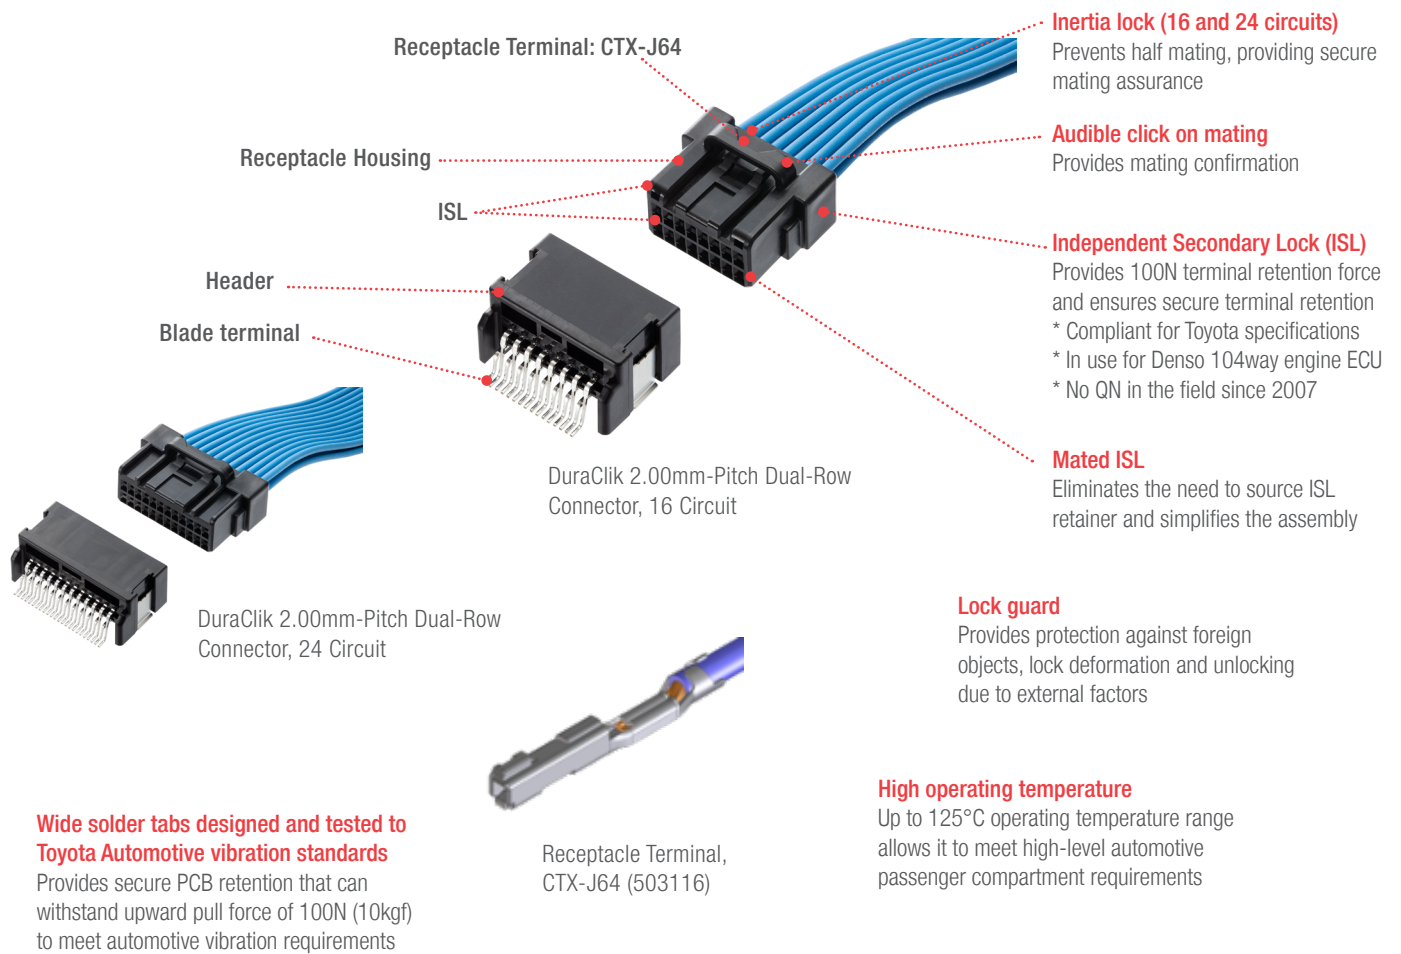 Receptacle Terminal: CTX-J64
Receptacle Housing
ISL
Header
Blade terminal
Inertia lock (16 and 24 circuits)
Prevents half mating, providing secure
mating assurance
Audible click on mating
Provides mating confirmation
Independent Secondary Lock (ISL)
Provides 100N terminal retention force
and ensures secure terminal retention
* Compliant for Toyota specifications
* In use for Denso 104way engine ECU
* No QN in the field since 2007
Mated ISL
Eliminates the need to source ISL
retainer and simplifies the assembly
DuraClik 2.00mm-Pitch Dual-Row
Connector, 16 Circuit
DuraClik 2.00mm-Pitch Dual-Row
Connector, 24 Circuit
Lock guard
Provides protection against foreign
objects, lock deformation and unlocking
due to external factors
High operating temperature
Up to 125°C operating temperature range
allows it to meet high-level automotive
passenger compartment requirements
Receptacle Terminal,
CTX-J64 (503116)
Wide solder tabs designed and tested to
Toyota Automotive vibration standards
Provides secure PCB retention that can
withstand upward pull force of 100N (10kgf)
to meet automotive vibration requirements